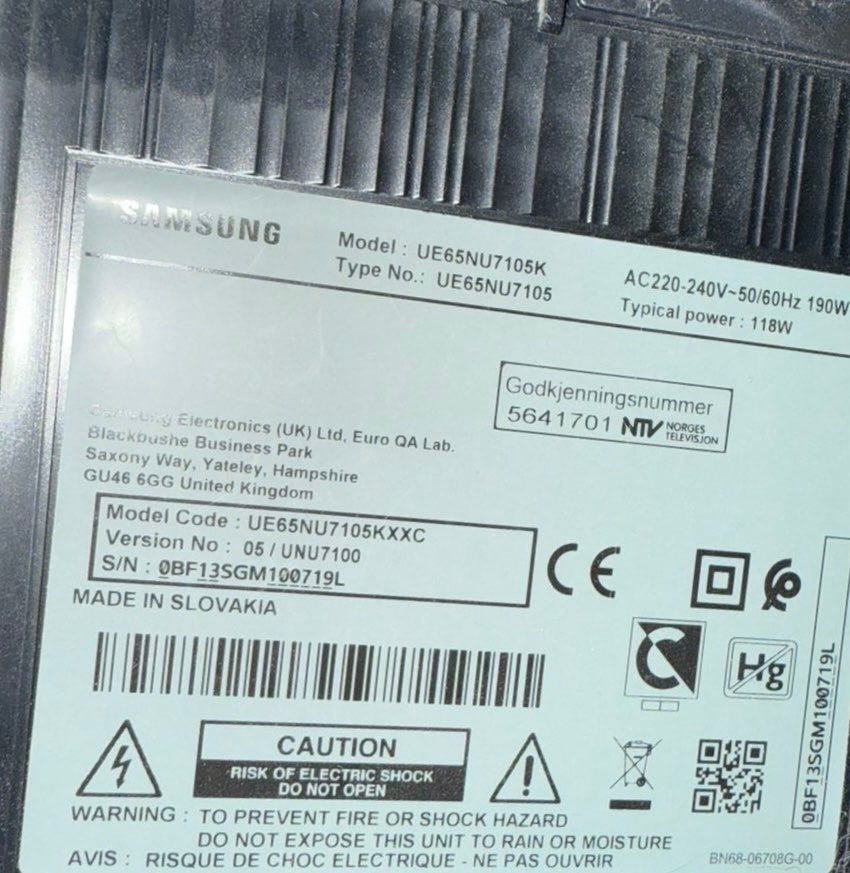 SAMSUNG
Model : UE65NU7105K
Type No.: UE65NU7105
AC220-240V~50/60Hz 190W
Typical power : 118W
Godkjenningsnummer
5641701 NTV NORGES TELEVISJON
Samsung Electronics (UK) Ltd, Euro QA Lab.
Blackbushe Business Park
Saxony Way, Yateley, Hampshire
GU46 6GG United Kingdom
Model Code : UE65NU7105KXXC
Version No : 05 / UNU7100
S/N : 0BF13SGM100719L
MADE IN SLOVAKIA
CE
Hg
0BF13SGM100719L
CAUTION
RISK OF ELECTRIC SHOCK
DO NOT OPEN
WARNING : TO PREVENT FIRE OR SHOCK HAZARD
DO NOT EXPOSE THIS UNIT TO RAIN OR MOISTURE
AVIS : RISQUE DE CHOC ELECTRIQUE - NE PAS OUVRIR
BN68-06708G-00